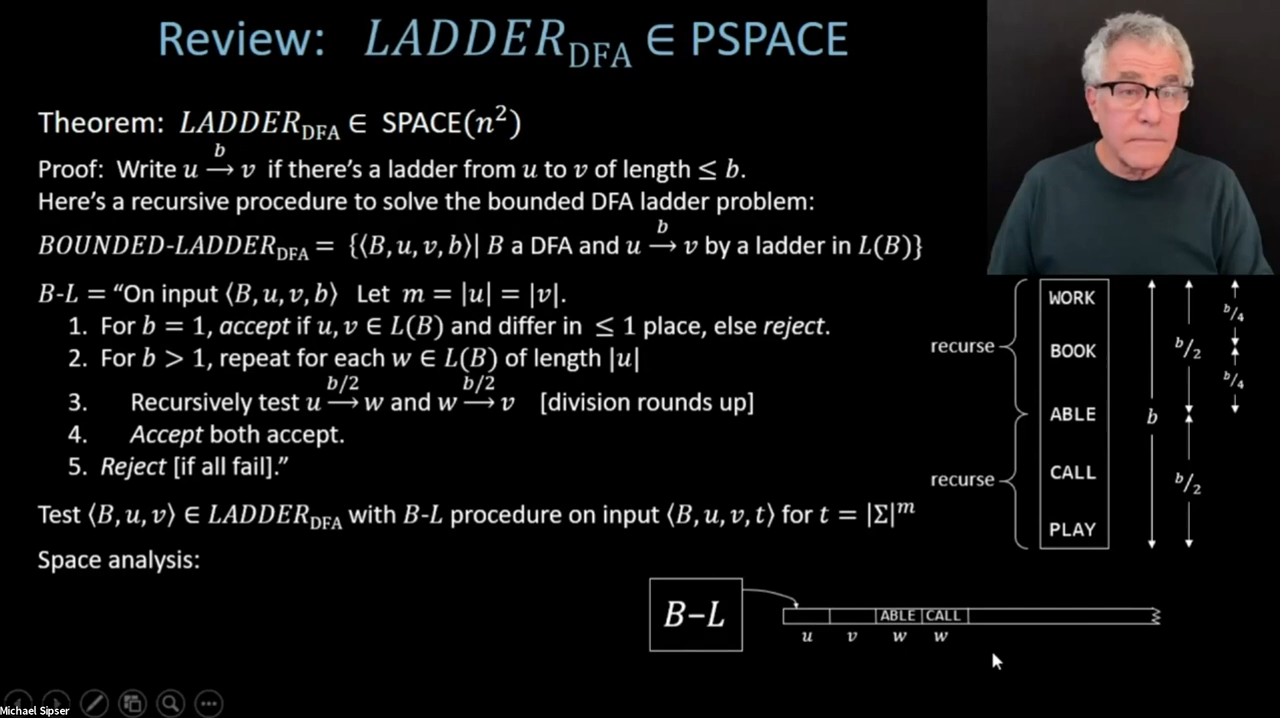 Review: LADDER_DFA ∈ PSPACE
Theorem: LADDER_DFA ∈ SPACE(n²)
Proof: Write u —b→ v if there's a ladder from u to v of length ≤ b.
Here's a recursive procedure to solve the bounded DFA ladder problem:
BOUNDED-LADDER_DFA = {⟨B, u, v, b⟩| B a DFA and u —b→ v by a ladder in L(B)}
B-L = “On input ⟨B, u, v, b⟩ Let m = |u| = |v|.
1. For b = 1, accept if u, v ∈ L(B) and differ in ≤ 1 place, else reject.
2. For b > 1, repeat for each w ∈ L(B) of length |u|
3. Recursively test u —b/2→ w and w —b/2→ v [division rounds up]
4. Accept both accept.
5. Reject [if all fail].”
Test ⟨B, u, v⟩ ∈ LADDER_DFA with B-L procedure on input ⟨B, u, v, t⟩ for t = |Σ|^m
Space analysis:
recurse
recurse
WORK
BOOK
ABLE
CALL
PLAY
b
b/2
b/2
b/4
b/4
B–L
ABLE CALL
u v w w
Michael Sipser